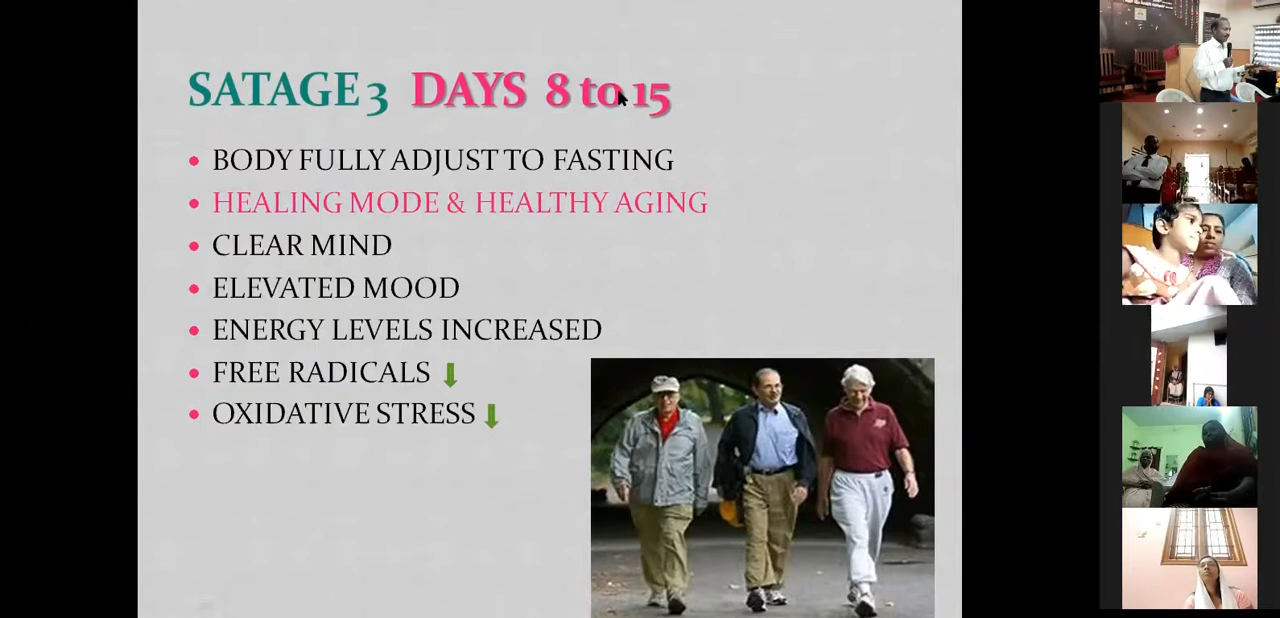 SATAGE 3 DAYS 8 to 15
BODY FULLY ADJUST TO FASTING
HEALING MODE & HEALTHY AGING
CLEAR MIND
ELEVATED MOOD
ENERGY LEVELS INCREASED
FREE RADICALS
OXIDATIVE STRESS